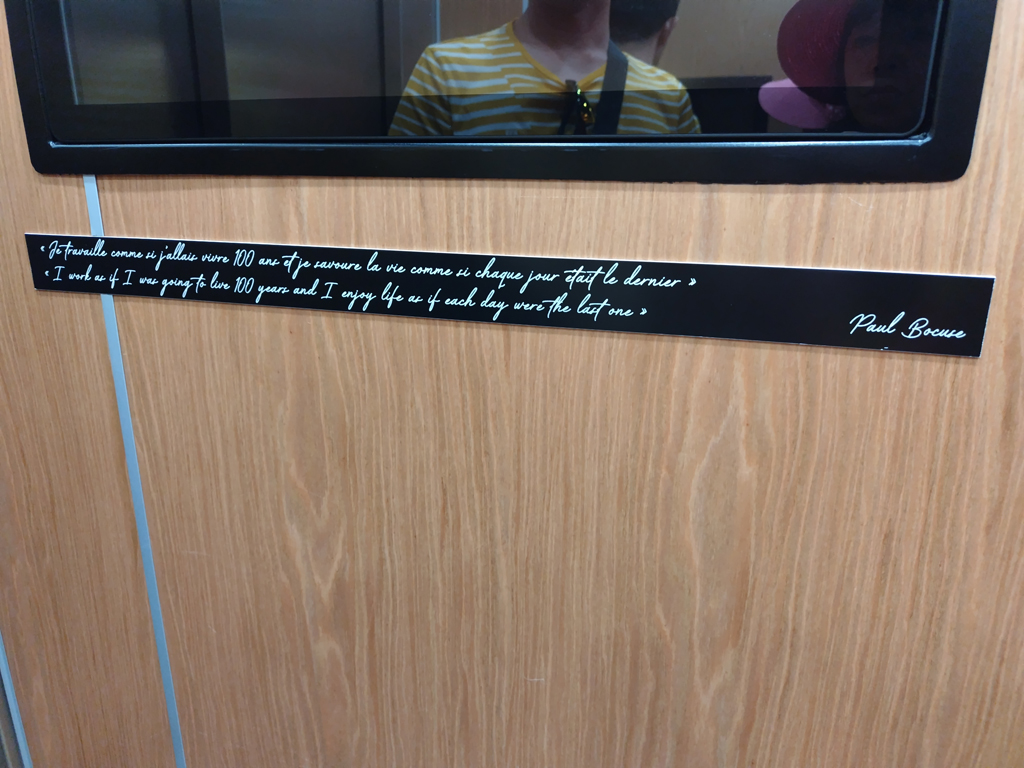 « Je travaille comme si j'allais vivre 100 ans et je savoure la vie comme si chaque jour était le dernier »
« I work as if I was going to live 100 years and I enjoy life as if each day were the last one »
Paul Bocuse